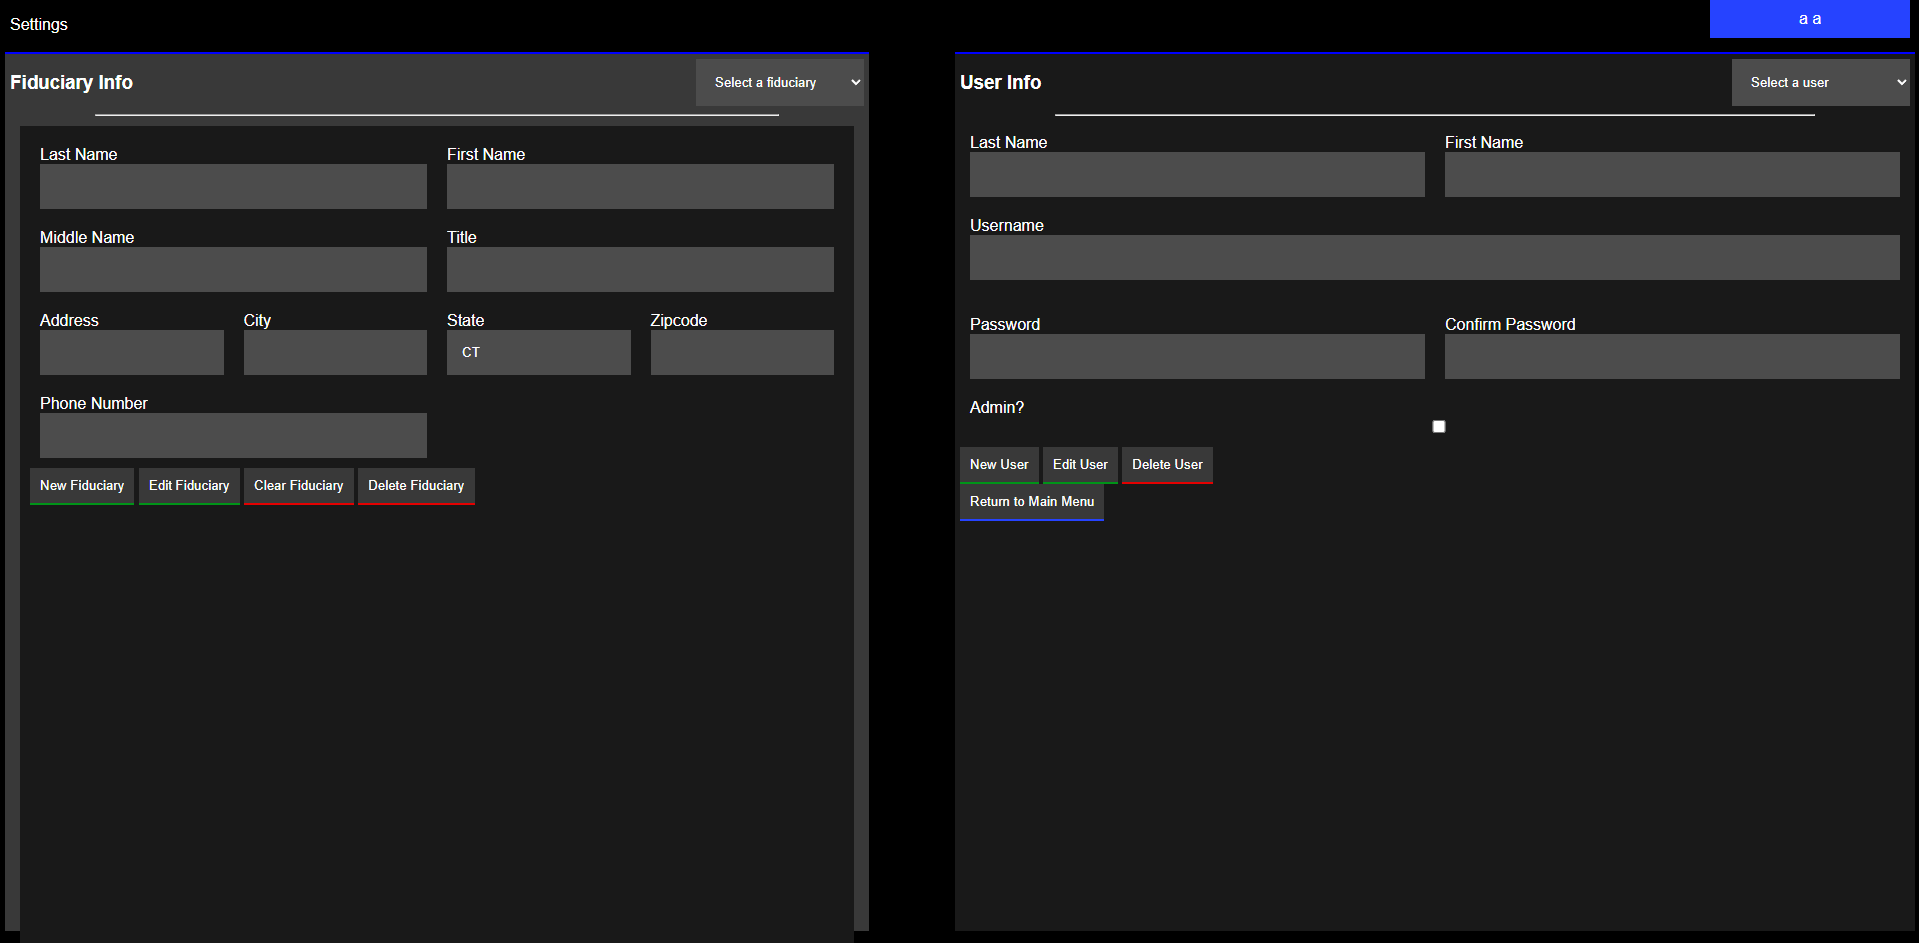 Settings
a a
Fiduciary Info
Select a fiduciary
Last Name
First Name
Middle Name
Title
Address
City
State
Zipcode
CT
Phone Number
New Fiduciary
Edit Fiduciary
Clear Fiduciary
Delete Fiduciary
User Info
Select a user
Last Name
First Name
Username
Password
Confirm Password
Admin?
New User
Edit User
Delete User
Return to Main Menu